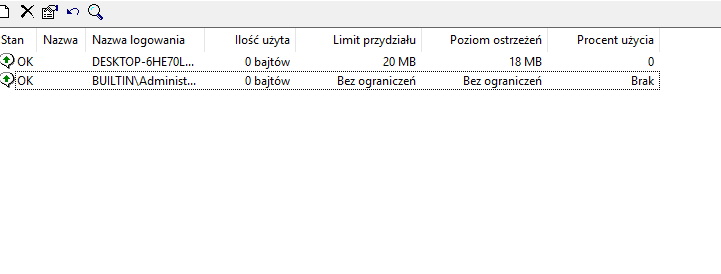 Stan Nazwa Nazwa logowania Ilość użyta Limit przydziału Poziom ostrzeżeń Procent użycia
OK DESKTOP-6HE70L... 0 bajtów 20 MB 18 MB 0
OK BUILTIN\Administ... 0 bajtów Bez ograniczeń Bez ograniczeń Brak